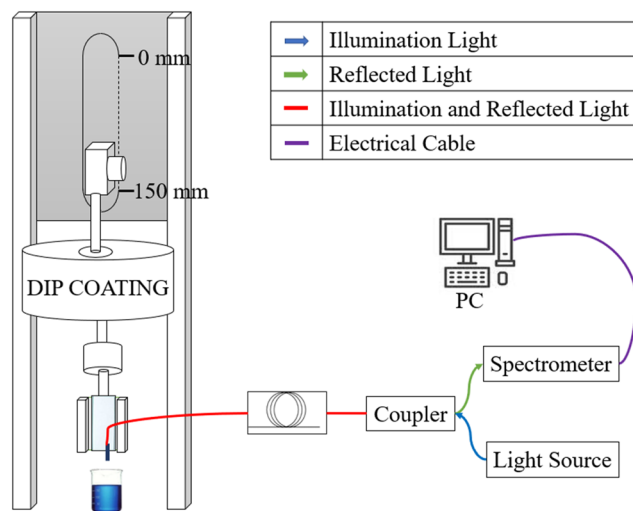 0 mm
150 mm
DIP COATING
Illumination Light
Reflected Light
Illumination and Reflected Light
Electrical Cable
PC
Spectrometer
Coupler
Light Source